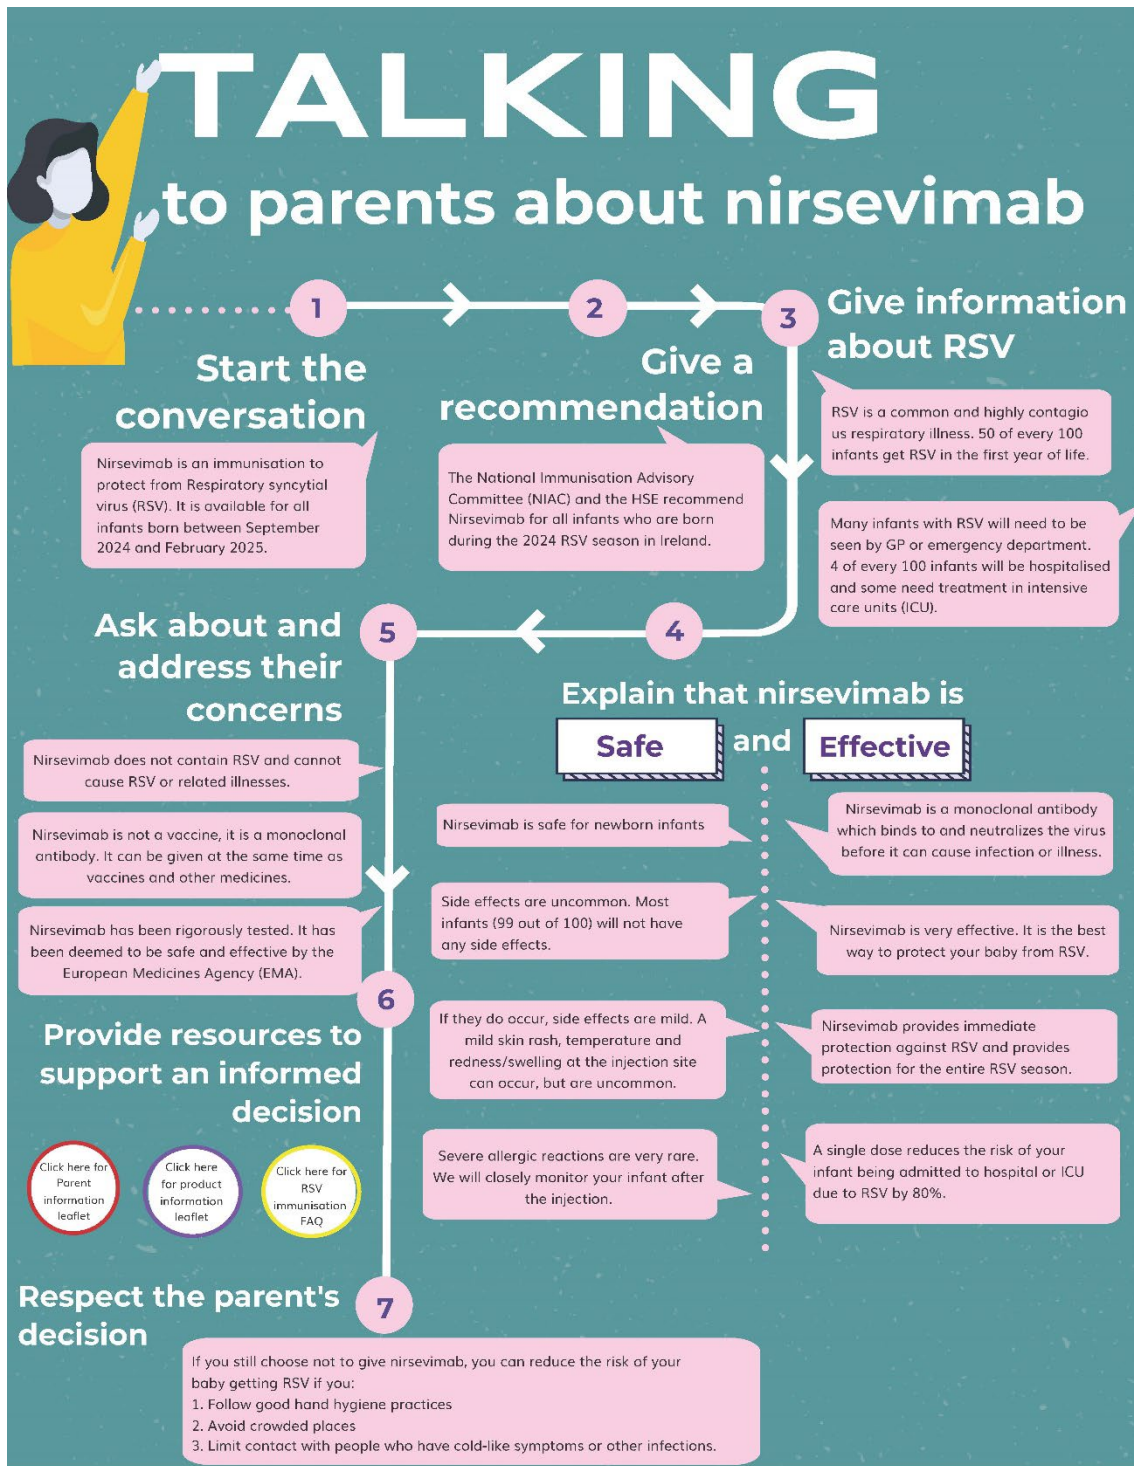 TALKING
to parents about nirsevimab
1
Start the
conversation
Nirsevimab is an immunisation to
protect from Respiratory syncytial
virus (RSV). It is available for all
infants born between September
2024 and February 2025.
2
Give a
recommendation
The National Immunisation Advisory
Committee (NIAC) and the HSE recommend
Nirsevimab for all infants who are born
during the 2024 RSV season in Ireland.
3
Give information
about RSV
RSV is a common and highly contagio
us respiratory illness. 50 of every 100
infants get RSV in the first year of life.
Many infants with RSV will need to be
seen by GP or emergency department.
4 of every 100 infants will be hospitalised
and some need treatment in intensive
care units (ICU).
4
Explain that nirsevimab is
Safe
and
Effective
Nirsevimab is safe for newborn infants
Side effects are uncommon. Most
infants (99 out of 100) will not have
any side effects.
If they do occur, side effects are mild. A
mild skin rash, temperature and
redness/swelling at the injection site
can occur, but are uncommon.
Severe allergic reactions are very rare.
We will closely monitor your infant after
the injection.
Nirsevimab is a monoclonal antibody
which binds to and neutralizes the virus
before it can cause infection or illness.
Nirsevimab is very effective. It is the best
way to protect your baby from RSV.
Nirsevimab provides immediate
protection against RSV and provides
protection for the entire RSV season.
A single dose reduces the risk of your
infant being admitted to hospital or ICU
due to RSV by 80%.
5
Ask about and
address their
concerns
Nirsevimab does not contain RSV and cannot
cause RSV or related illnesses.
Nirsevimab is not a vaccine, it is a monoclonal
antibody. It can be given at the same time as
vaccines and other medicines.
Nirsevimab has been rigorously tested. It has
been deemed to be safe and effective by the
European Medicines Agency (EMA).
6
Provide resources to
support an informed
decision
Click here for
Parent
information
leaflet
Click here
for product
information
leaflet
Click here for
RSV
immunisation
FAQ
7
Respect the parent's
decision
If you still choose not to give nirsevimab, you can reduce the risk of your
baby getting RSV if you:
1. Follow good hand hygiene practices
2. Avoid crowded places
3. Limit contact with people who have cold-like symptoms or other infections.